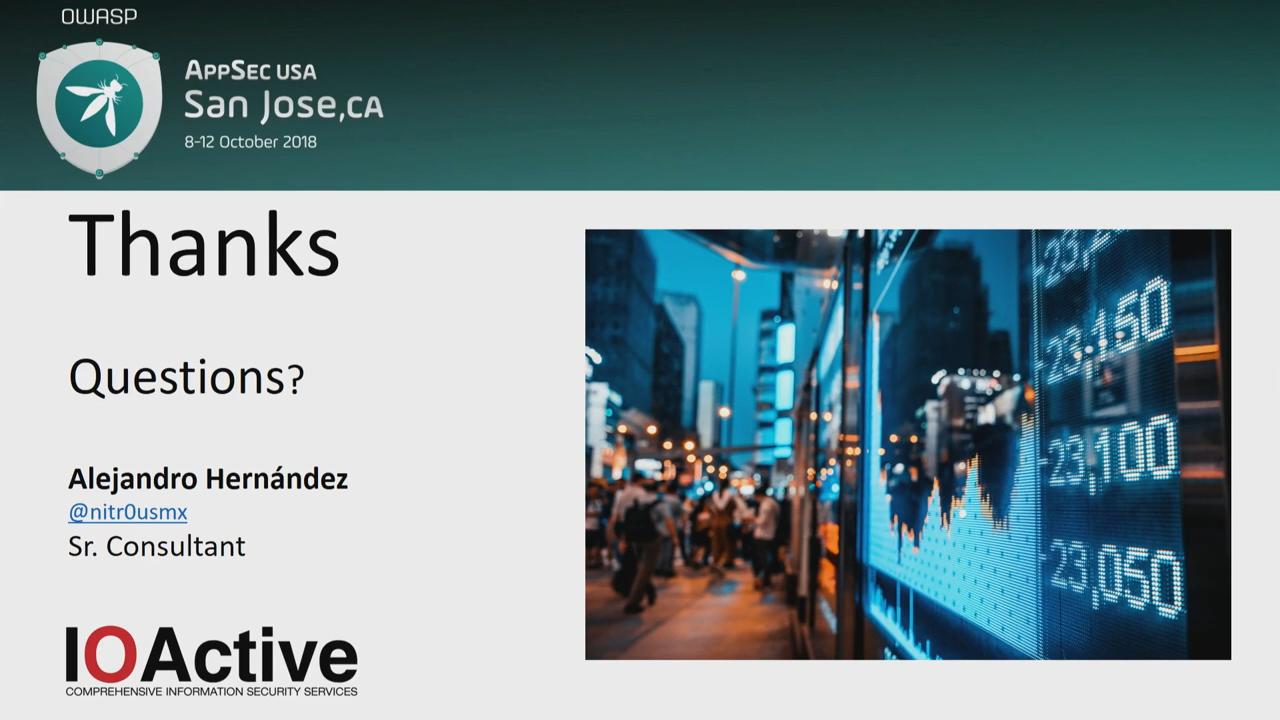 OWASP
APPSEC USA
San Jose, CA
8-12 October 2018
Thanks
Questions?
Alejandro Hernández
@nitr0usmx
Sr. Consultant
IOActive
COMPREHENSIVE INFORMATION SECURITY SERVICES
23,150
23,100
23,050